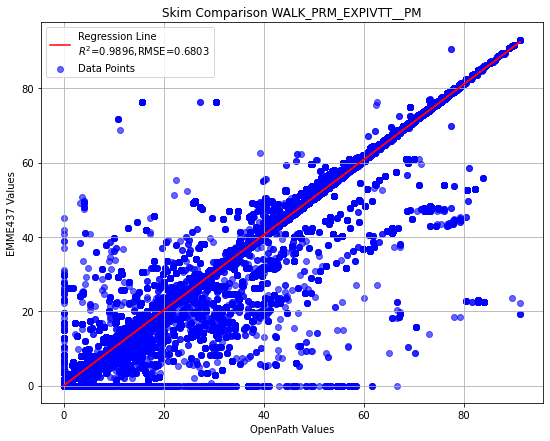 Skim Comparison WALK_PRM_EXPIVTT__PM
Regression Line
R²=0.9896,RMSE=0.6803
Data Points
EMME437 Values
80
60
40
20
0
0 20 40 60 80
OpenPath Values